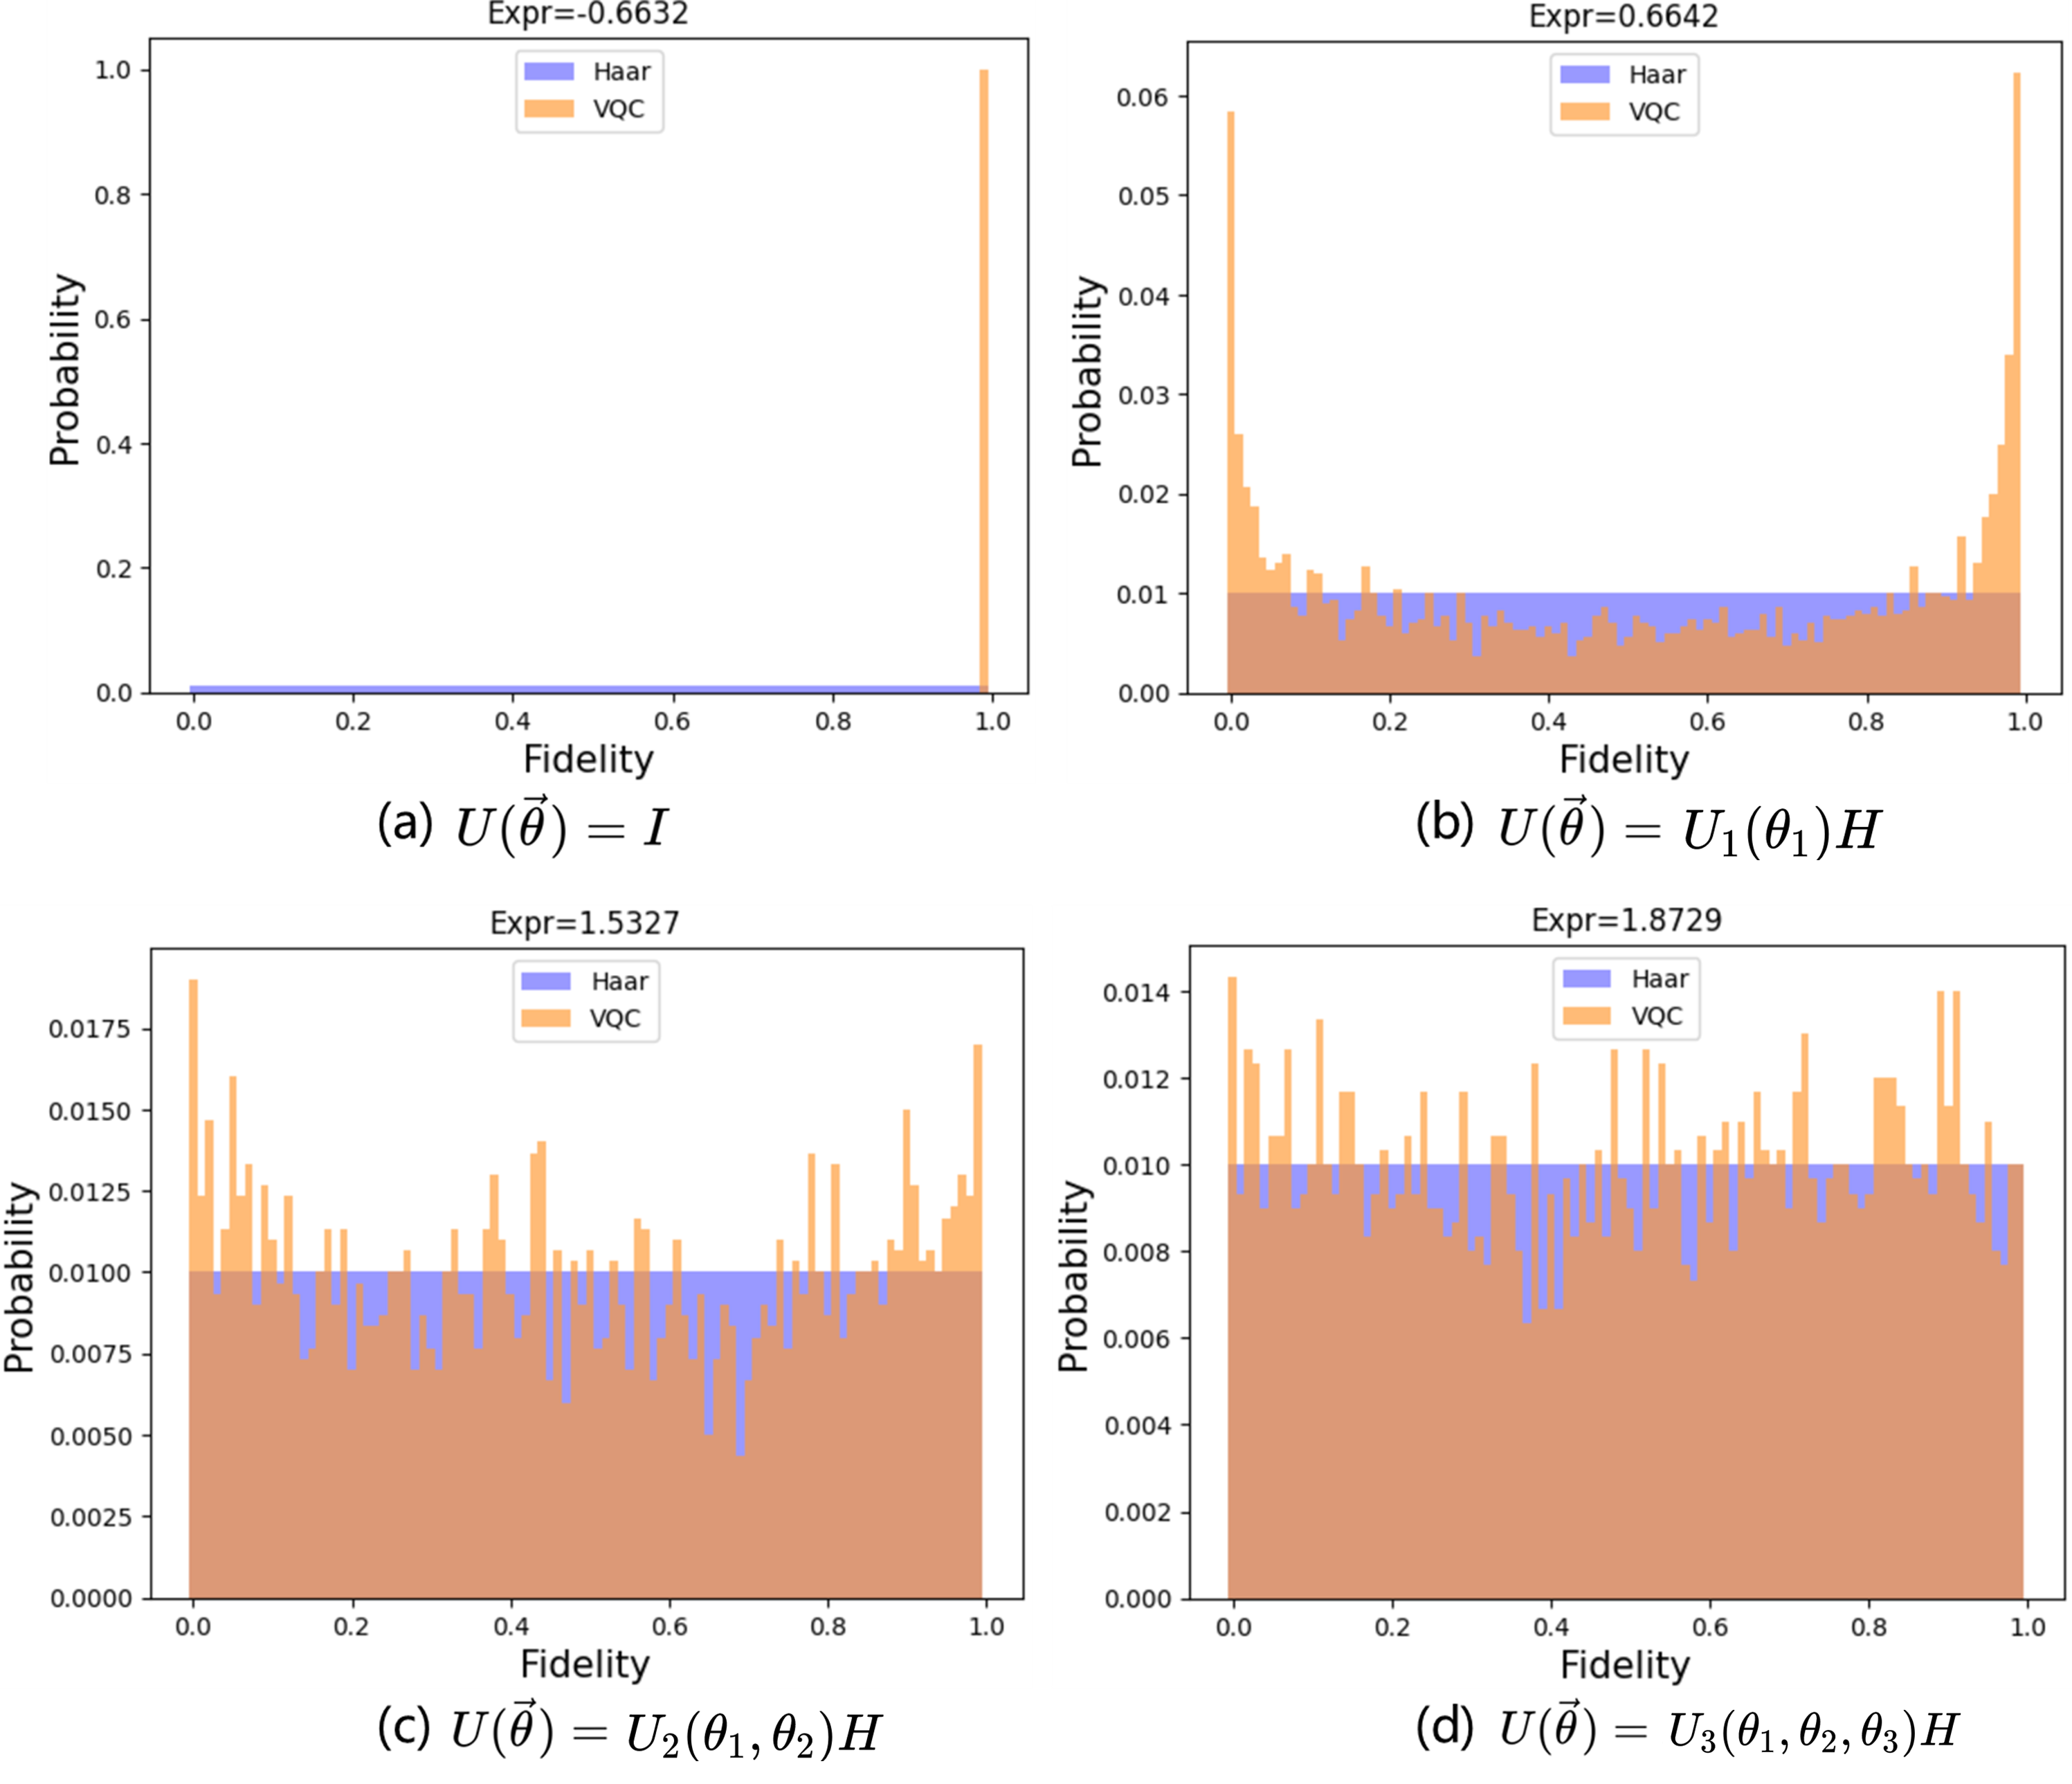 Expr=-0.6632
Haar
VQC
1.0
0.8
0.6
0.4
0.2
0.0
Probability
0.0 0.2 0.4 0.6 0.8 1.0
Fidelity
(a) U(θ⃗) = I
Expr=0.6642
Haar
VQC
0.06
0.05
0.04
0.03
0.02
0.01
0.00
Probability
0.0 0.2 0.4 0.6 0.8 1.0
Fidelity
(b) U(θ⃗) = U₁(θ₁)H
Expr=1.5327
Haar
VQC
0.0175
0.0150
0.0125
0.0100
0.0075
0.0050
0.0025
0.0000
Probability
0.0 0.2 0.4 0.6 0.8 1.0
Fidelity
(c) U(θ⃗) = U₂(θ₁, θ₂)H
Expr=1.8729
Haar
VQC
0.014
0.012
0.010
0.008
0.006
0.004
0.002
0.000
Probability
0.0 0.2 0.4 0.6 0.8 1.0
Fidelity
(d) U(θ⃗) = U₃(θ₁, θ₂, θ₃)H